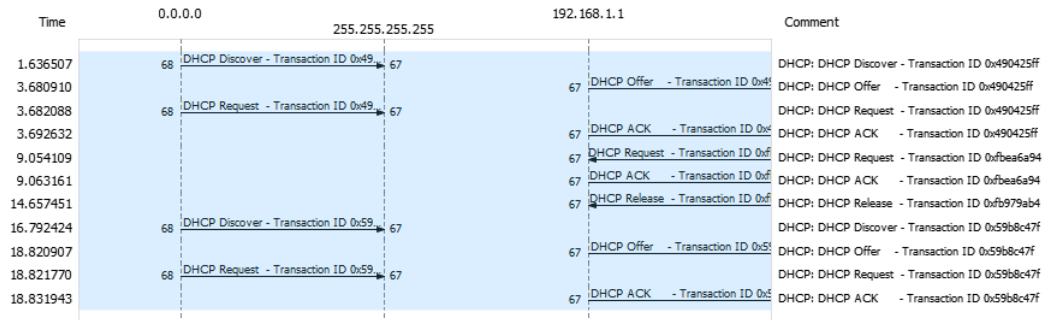 Time 0.0.0.0 192.168.1.1 Comment
255.255.255.255
1.636507 68 DHCP Discover - Transaction ID 0x49... 67 DHCP: DHCP Discover - Transaction ID 0x490425ff
3.680910 67 DHCP Offer - Transaction ID 0x49 DHCP: DHCP Offer - Transaction ID 0x490425ff
3.682088 68 DHCP Request - Transaction ID 0x49... 67 DHCP: DHCP Request - Transaction ID 0x490425ff
3.692632 67 DHCP ACK - Transaction ID 0x4 DHCP: DHCP ACK - Transaction ID 0x490425ff
9.054109 67 DHCP Request - Transaction ID 0xf DHCP: DHCP Request - Transaction ID 0xfbea6a94
9.063161 67 DHCP ACK - Transaction ID 0xf DHCP: DHCP ACK - Transaction ID 0xfbea6a94
14.657451 67 DHCP Release - Transaction ID 0xf DHCP: DHCP Release - Transaction ID 0xfb979ab4
16.792424 68 DHCP Discover - Transaction ID 0x59... 67 DHCP: DHCP Discover - Transaction ID 0x59b8c47f
18.820907 67 DHCP Offer - Transaction ID 0x59 DHCP: DHCP Offer - Transaction ID 0x59b8c47f
18.821770 68 DHCP Request - Transaction ID 0x59... 67 DHCP: DHCP Request - Transaction ID 0x59b8c47f
18.831943 67 DHCP ACK - Transaction ID 0x5 DHCP: DHCP ACK - Transaction ID 0x59b8c47f